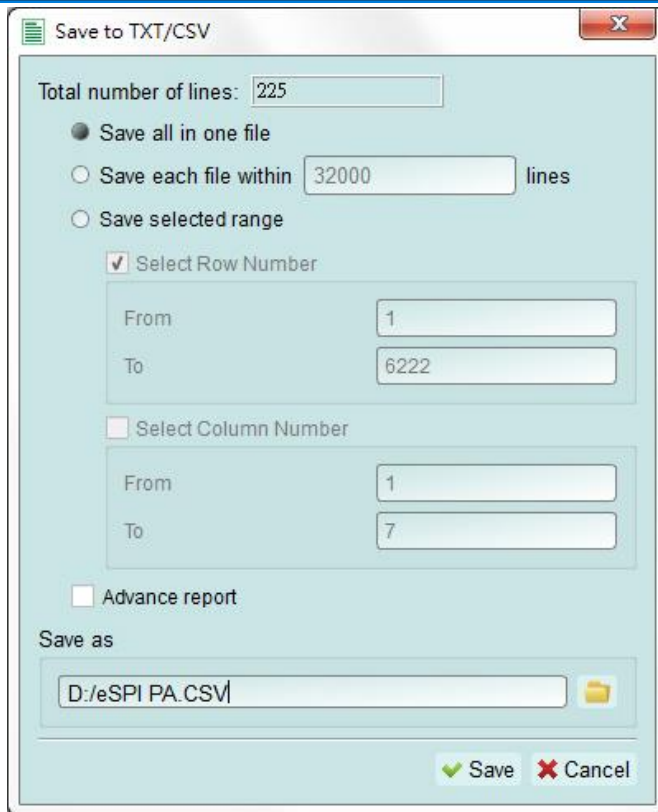 Save to TXT/CSV
Total number of lines: 225
Save all in one file
Save each file within 32000 lines
Save selected range
Select Row Number
From 1
To 6222
Select Column Number
From 1
To 7
Advance report
Save as
D:/eSPI PA.CSV
Save Cancel